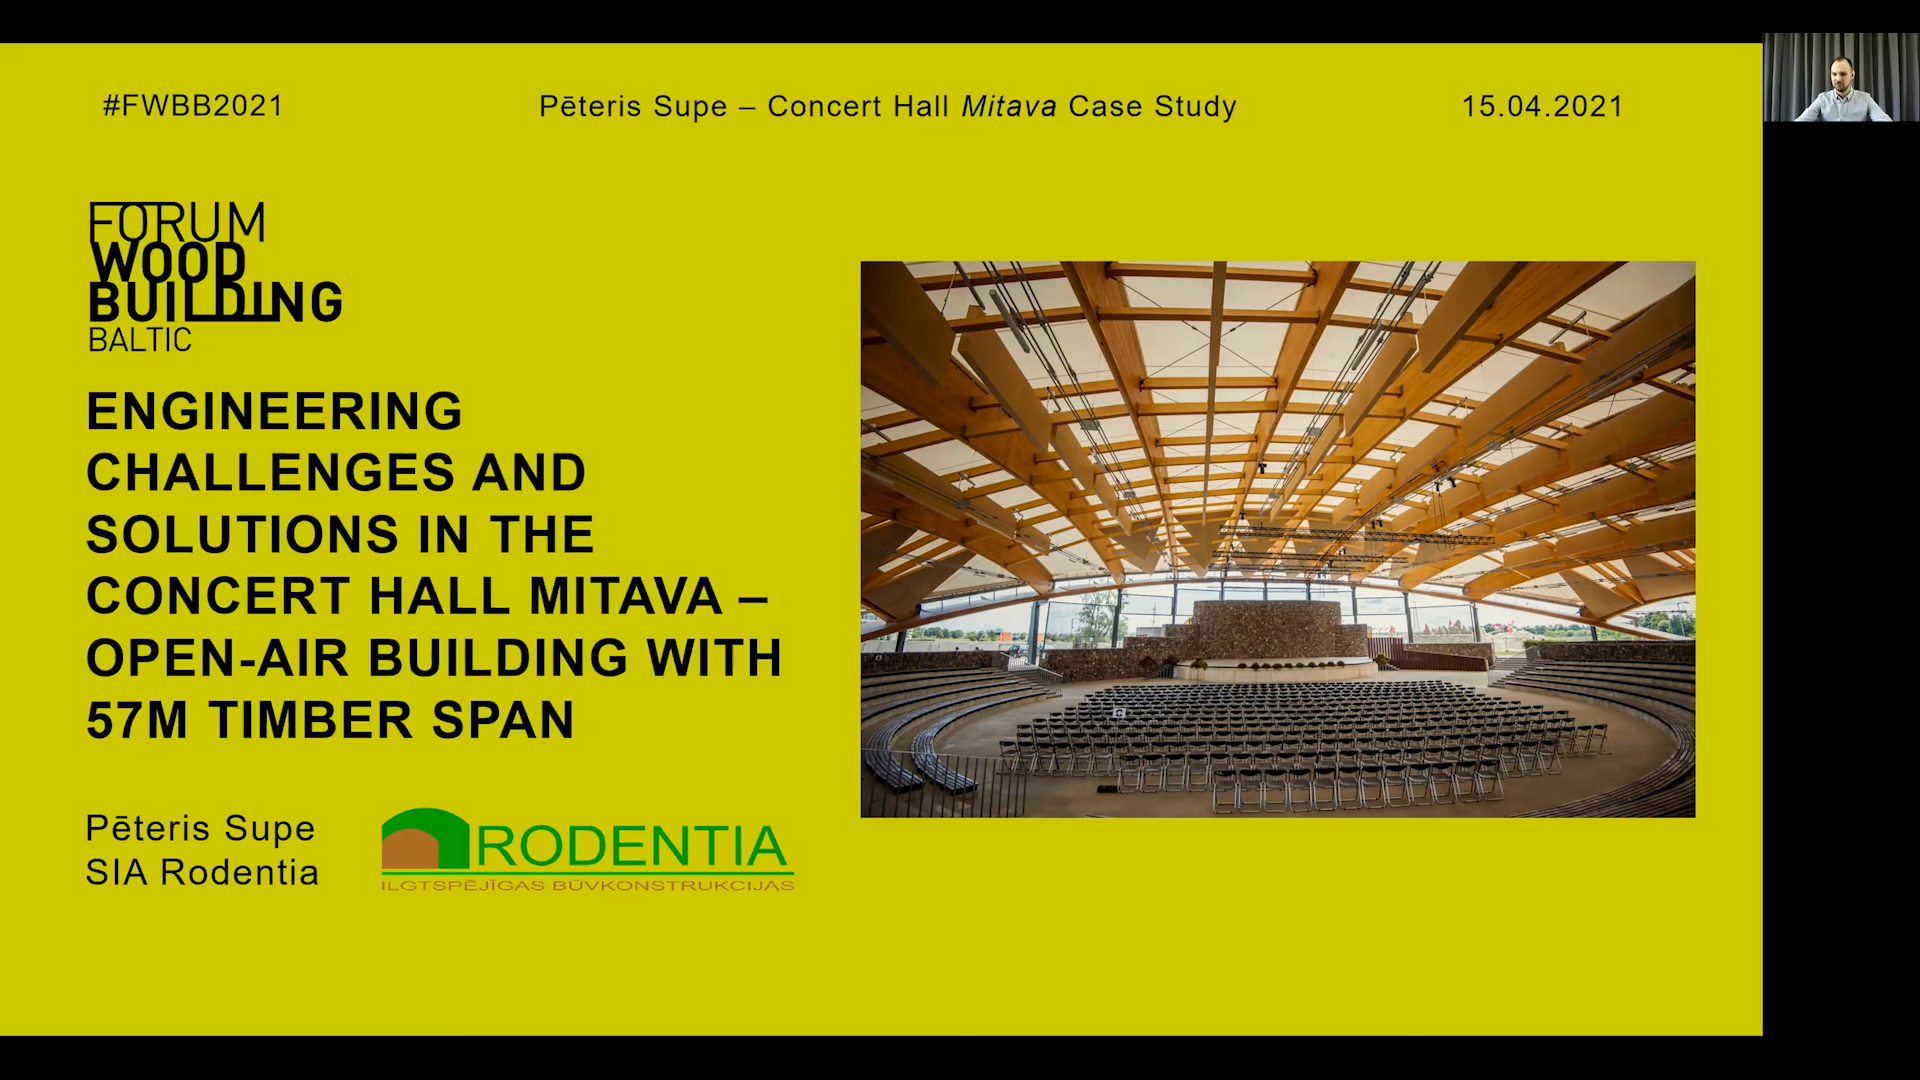 #FWBB2021
Pēteris Supe – Concert Hall Mitava Case Study
15.04.2021
FORUM
WOOD
BUILDING
BALTIC
ENGINEERING
CHALLENGES AND
SOLUTIONS IN THE
CONCERT HALL MITAVA –
OPEN-AIR BUILDING WITH
57M TIMBER SPAN
Pēteris Supe
SIA Rodentia
RODENTIA
ILGTSPĒJĪGAS BŪVKONSTRUKCIJAS
C